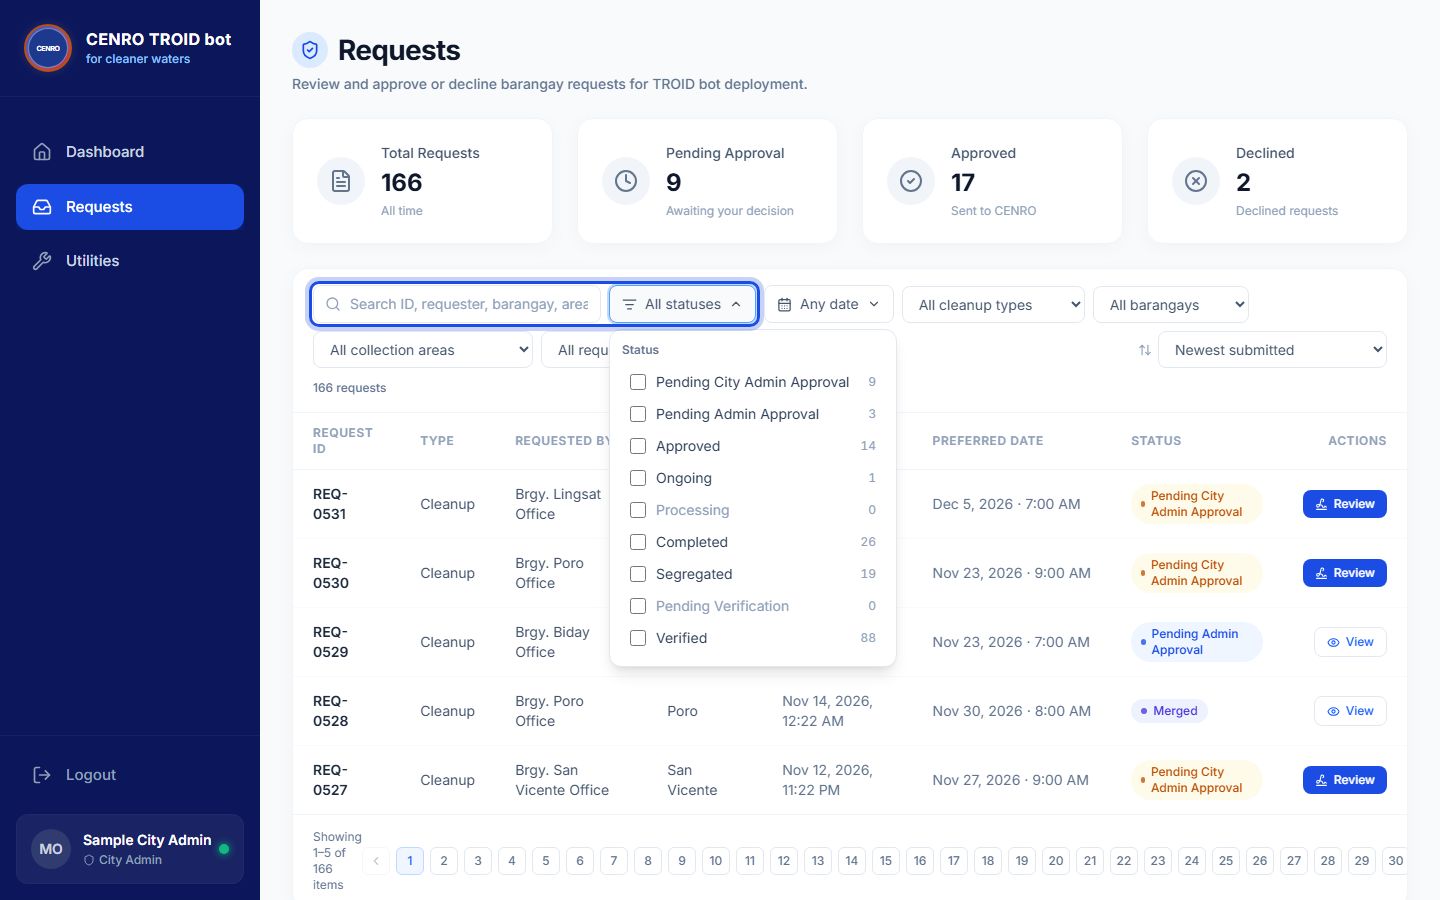 CENRO
CENRO TROID bot
for cleaner waters
Dashboard
Requests
Utilities
Logout
MO
Sample City Admin
City Admin
Requests
Review and approve or decline barangay requests for TROID bot deployment.
Total Requests
166
All time
Pending Approval
9
Awaiting your decision
Approved
17
Sent to CENRO
Declined
2
Declined requests
Search ID, requester, barangay, area
All statuses
Any date
All cleanup types
All barangays
All collection areas
All requ
Newest submitted
166 requests
Status
Pending City Admin Approval 9
Pending Admin Approval 3
Approved 14
Ongoing 1
Processing 0
Completed 26
Segregated 19
Pending Verification 0
Verified 88
REQUEST
ID
TYPE
REQUESTED BY
PREFERRED DATE
STATUS
ACTIONS
REQ-
0531
Cleanup
Brgy. Lingsat
Office
Dec 5, 2026 · 7:00 AM
Pending City
Admin Approval
Review
REQ-
0530
Cleanup
Brgy. Poro
Office
Nov 23, 2026 · 9:00 AM
Pending City
Admin Approval
Review
REQ-
0529
Cleanup
Brgy. Biday
Office
Nov 23, 2026 · 7:00 AM
Pending Admin
Approval
View
REQ-
0528
Cleanup
Brgy. Poro
Office
Poro
Nov 14, 2026,
12:22 AM
Nov 30, 2026 · 8:00 AM
Merged
View
REQ-
0527
Cleanup
Brgy. San
Vicente Office
San
Vicente
Nov 12, 2026,
11:22 PM
Nov 27, 2026 · 9:00 AM
Pending City
Admin Approval
Review
Showing
1–5 of
166
items
1 2 3 4 5 6 7 8 9 10 11 12 13 14 15 16 17 18 19 20 21 22 23 24 25 26 27 28 29 30